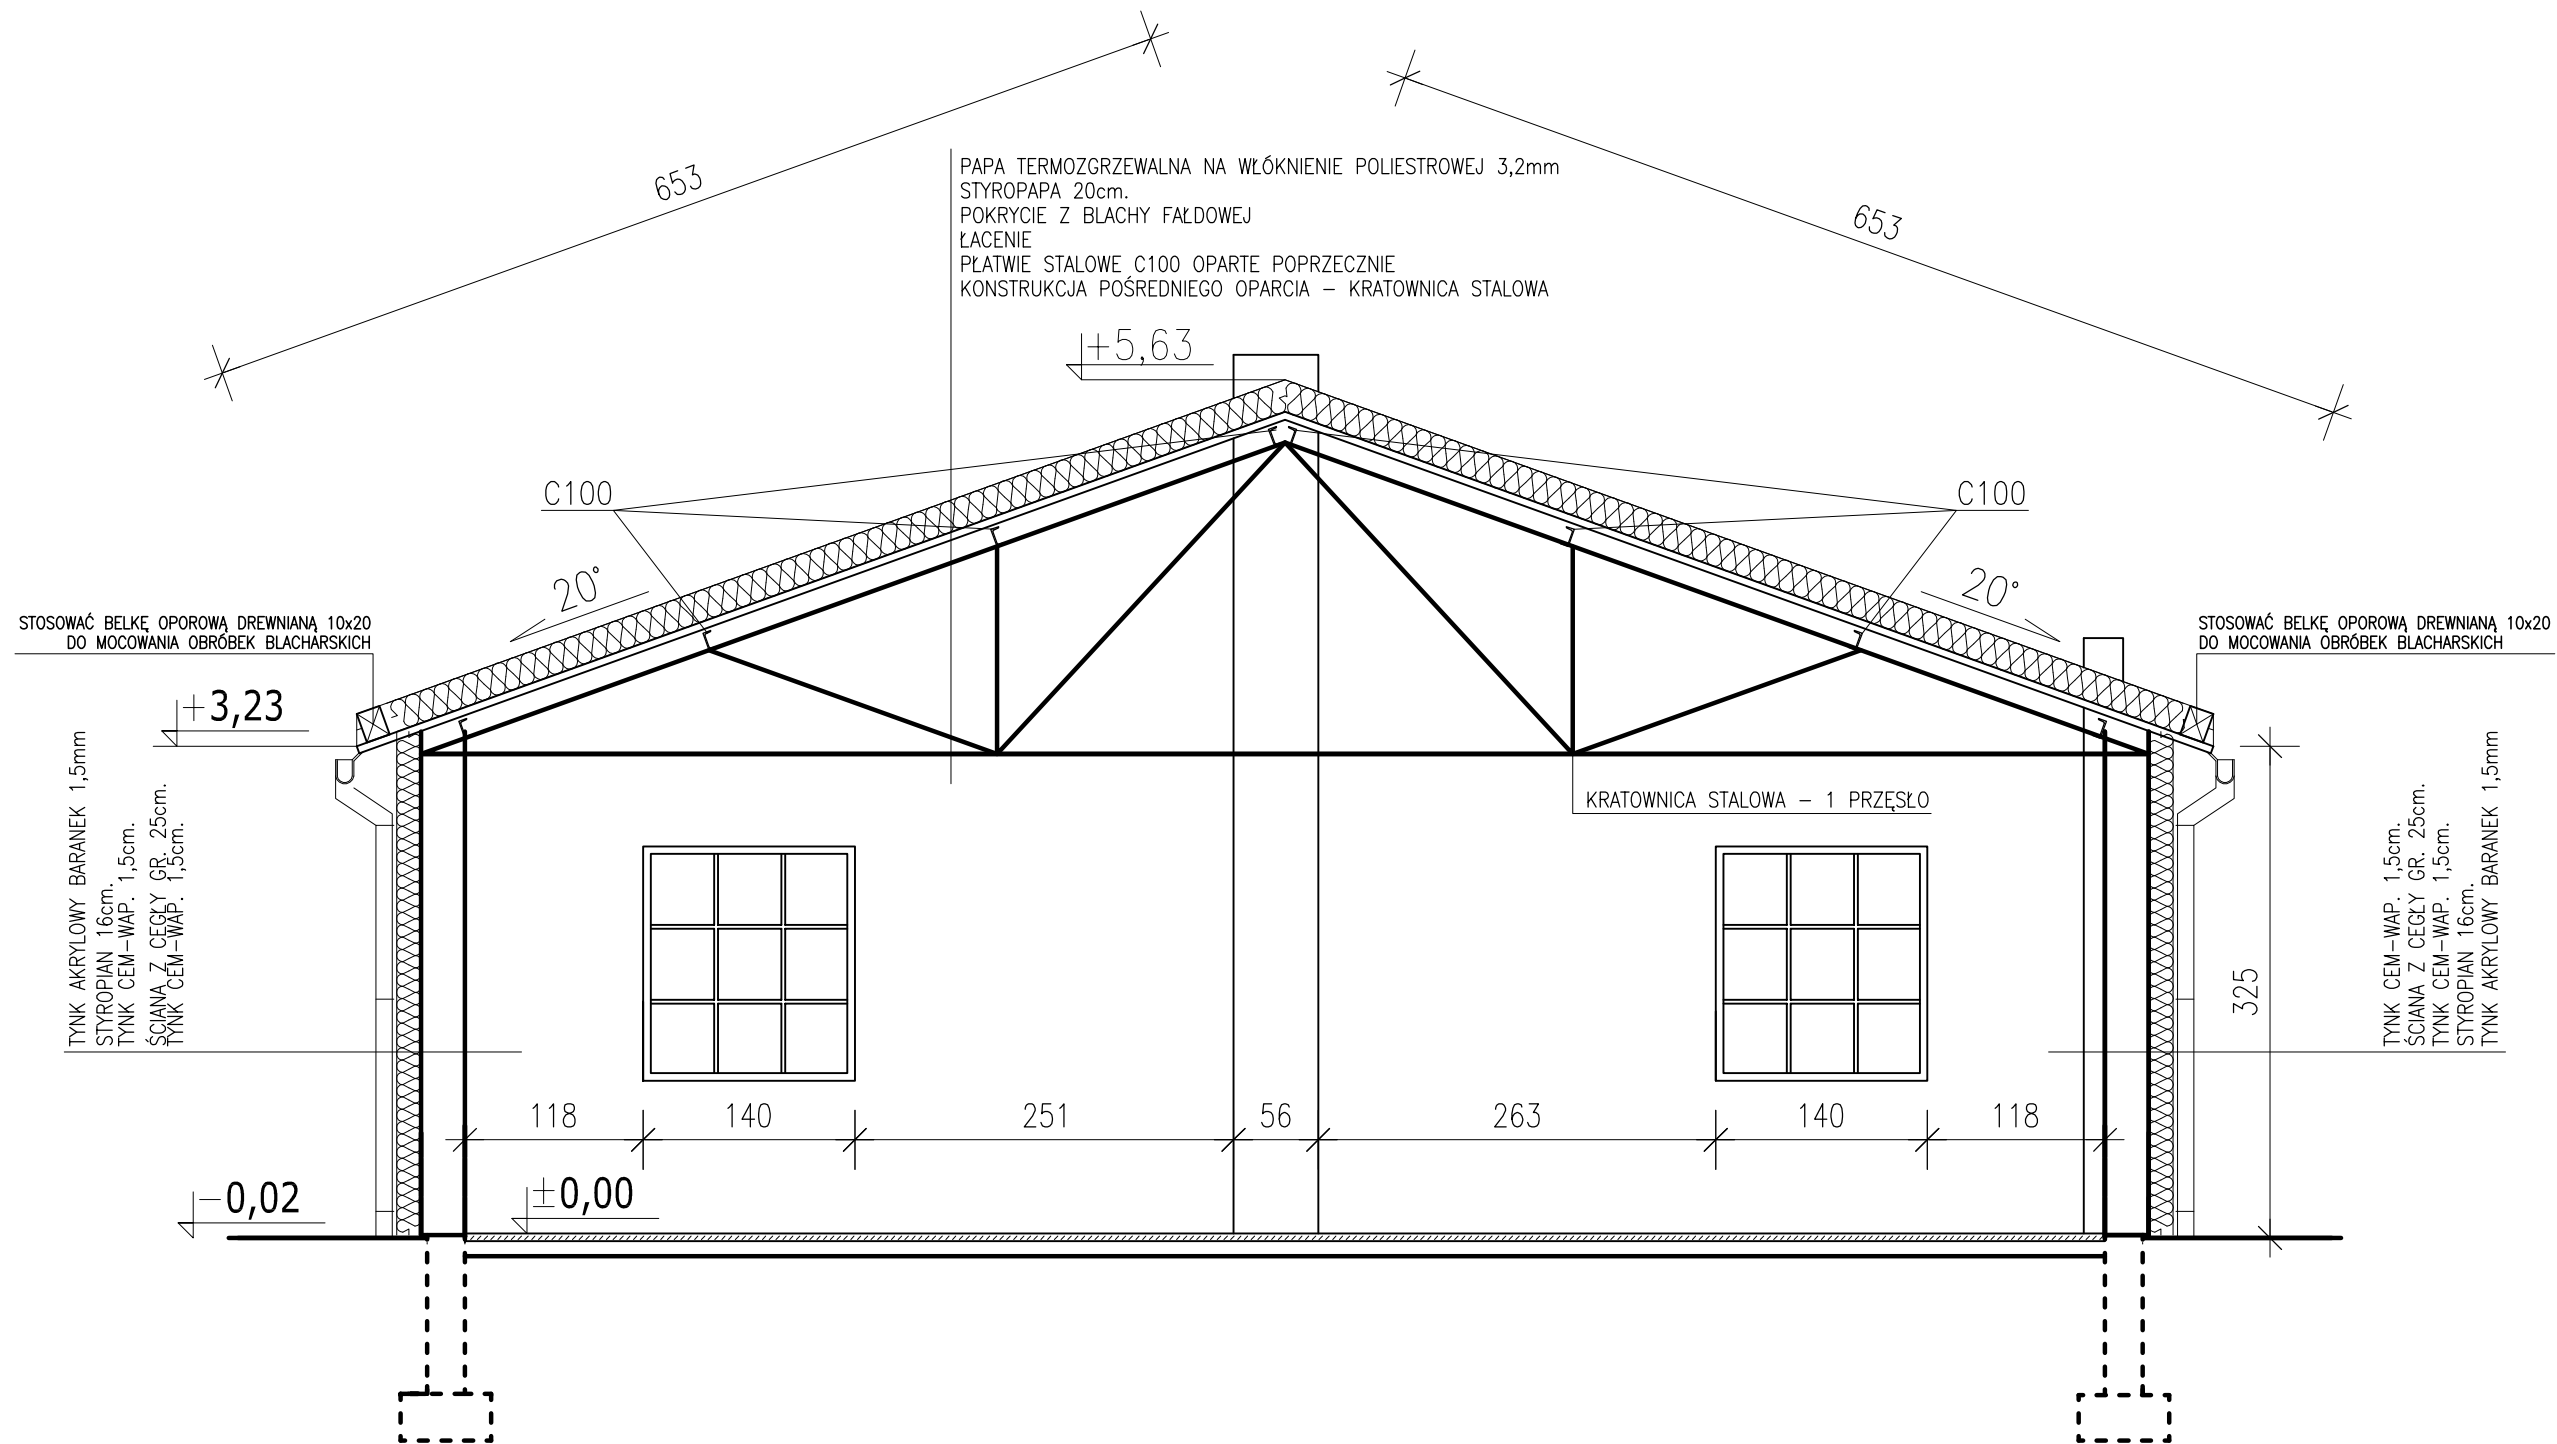 653
653
PAPA TERMOZGRZEWALNA NA WŁÓKNIENIE POLIESTROWEJ 3,2mm
STYROPAPA 20cm.
POKRYCIE Z BLACHY FAŁDOWEJ
ŁACENIE
PŁATWIE STALOWE C100 OPARTE POPRZECZNIE
KONSTRUKCJA POŚREDNIEGO OPARCIA – KRATOWNICA STALOWA
+5,63
C100
C100
20°
20°
STOSOWAĆ BELKĘ OPOROWĄ DREWNIANĄ 10x20
DO MOCOWANIA OBRÓBEK BLACHARSKICH
STOSOWAĆ BELKĘ OPOROWĄ DREWNIANĄ 10x20
DO MOCOWANIA OBRÓBEK BLACHARSKICH
+3,23
TYNK AKRYLOWY BARANEK 1,5mm
STYROPIAN 16cm.
TYNK CEM–WAP. 1,5cm.
ŚCIANA Z CEGŁY GR. 25cm.
TYNK CEM–WAP. 1,5cm.
KRATOWNICA STALOWA – 1 PRZĘSŁO
TYNK CEM–WAP. 1,5cm.
ŚCIANA Z CEGŁY GR. 25cm.
TYNK CEM–WAP. 1,5cm.
STYROPIAN 16cm.
TYNK AKRYLOWY BARANEK 1,5mm
325
118
140
251
56
263
140
118
–0,02
±0,00